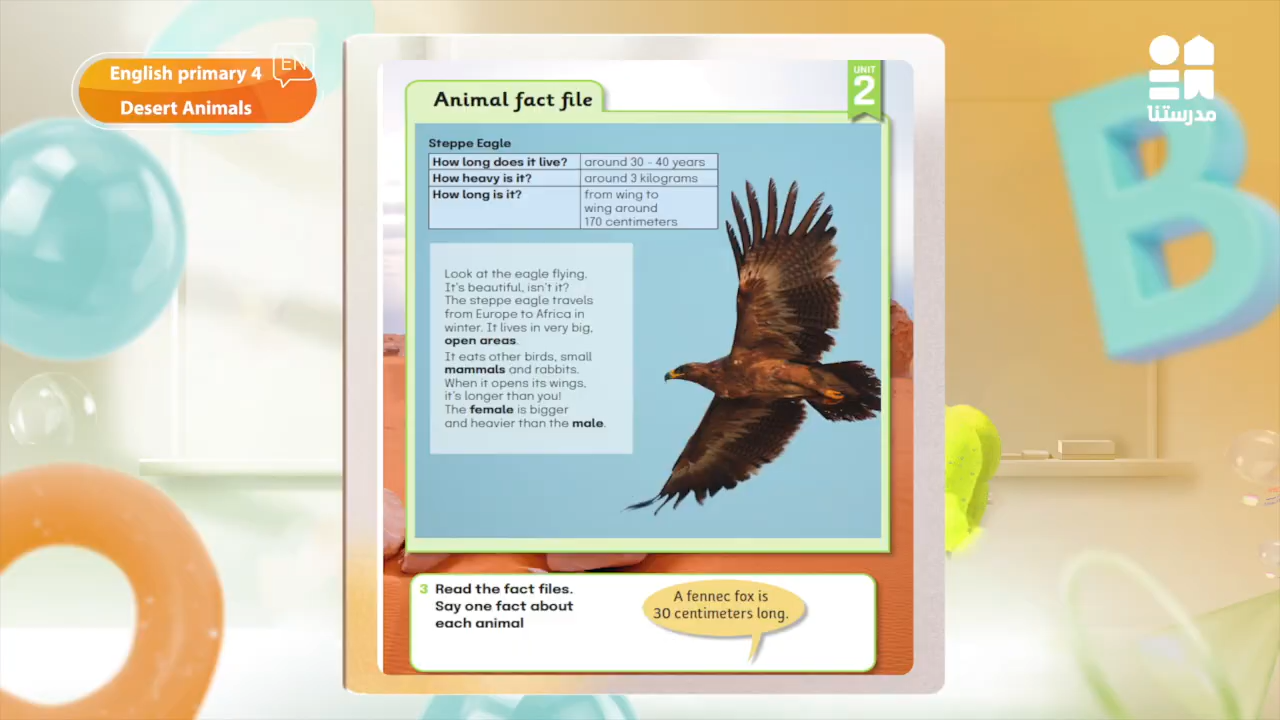 English primary 4
EN
Desert Animals
مدرستنا
UNIT
2
Animal fact file
Steppe Eagle
How long does it live? around 30 - 40 years
How heavy is it? around 3 kilograms
How long is it? from wing to
wing around
170 centimeters
Look at the eagle flying.
It's beautiful, isn't it?
The steppe eagle travels
from Europe to Africa in
winter. It lives in very big,
open areas.
It eats other birds, small
mammals and rabbits.
When it opens its wings,
it's longer than you!
The female is bigger
and heavier than the male.
3 Read the fact files.
Say one fact about
each animal
A fennec fox is
30 centimeters long.
B